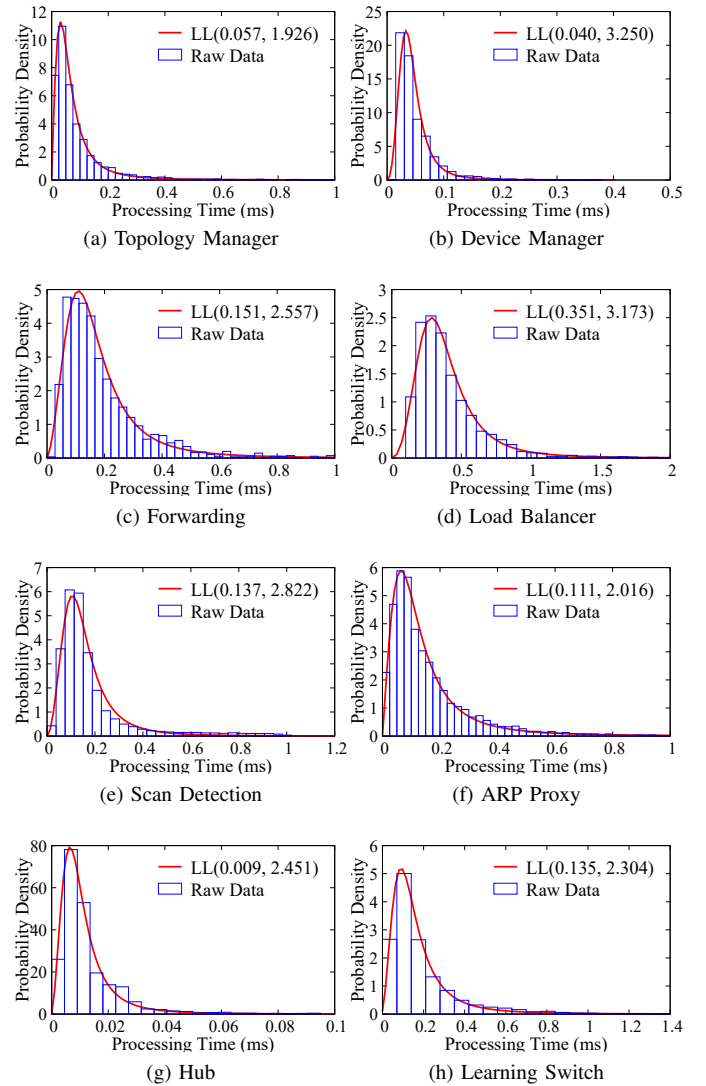 12
10
8
6
4
2
0
Probability Density
LL(0.057, 1.926)
Raw Data
0 0.2 0.4 0.6 0.8 1
Processing Time (ms)
(a) Topology Manager
25
20
15
10
5
0
Probability Density
LL(0.040, 3.250)
Raw Data
0 0.1 0.2 0.3 0.4 0.5
Processing Time (ms)
(b) Device Manager
5
4
3
2
1
0
Probability Density
LL(0.151, 2.557)
Raw Data
0 0.2 0.4 0.6 0.8 1
Processing Time (ms)
(c) Forwarding
3
2.5
2
1.5
1
0.5
0
Probability Density
LL(0.351, 3.173)
Raw Data
0 0.5 1 1.5 2
Processing Time (ms)
(d) Load Balancer
7
6
5
4
3
2
1
0
Probability Density
LL(0.137, 2.822)
Raw Data
0 0.2 0.4 0.6 0.8 1 1.2
Processing Time (ms)
(e) Scan Detection
6
5
4
3
2
1
0
Probability Density
LL(0.111, 2.016)
Raw Data
0 0.2 0.4 0.6 0.8 1
Processing Time (ms)
(f) ARP Proxy
80
60
40
20
0
Probability Density
LL(0.009, 2.451)
Raw Data
0 0.02 0.04 0.06 0.08 0.1
Processing Time (ms)
(g) Hub
6
5
4
3
2
1
0
Probability Density
LL(0.135, 2.304)
Raw Data
0 0.2 0.4 0.6 0.8 1 1.2 1.4
Processing Time (ms)
(h) Learning Switch